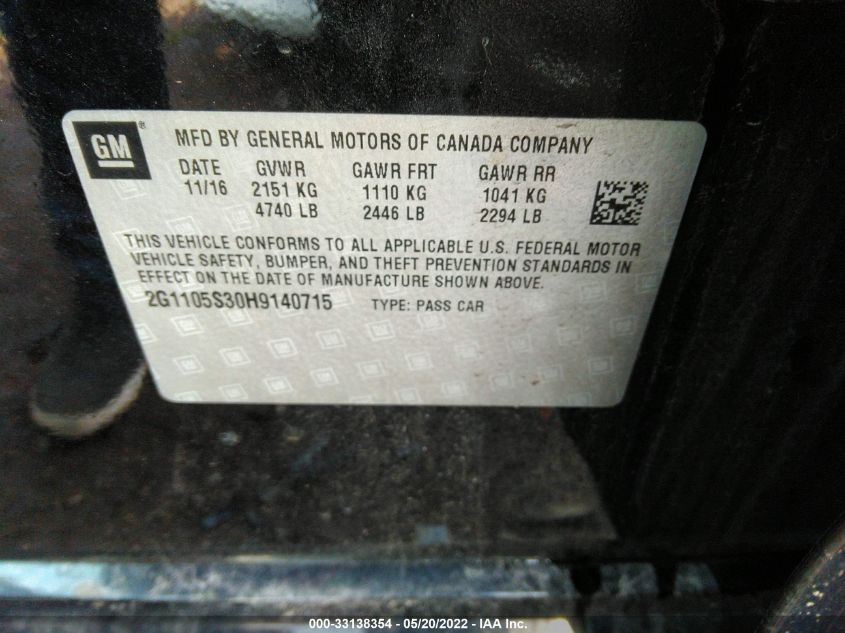 GM®
MFD BY GENERAL MOTORS OF CANADA COMPANY
DATE GVWR GAWR FRT GAWR RR
11/16 2151 KG 1110 KG 1041 KG
4740 LB 2446 LB 2294 LB
THIS VEHICLE CONFORMS TO ALL APPLICABLE U.S. FEDERAL MOTOR
VEHICLE SAFETY, BUMPER, AND THEFT PREVENTION STANDARDS IN
EFFECT ON THE DATE OF MANUFACTURE SHOWN ABOVE.
2G1105S30H9140715 TYPE: PASS CAR
000-33138354 - 05/20/2022 - IAA Inc.